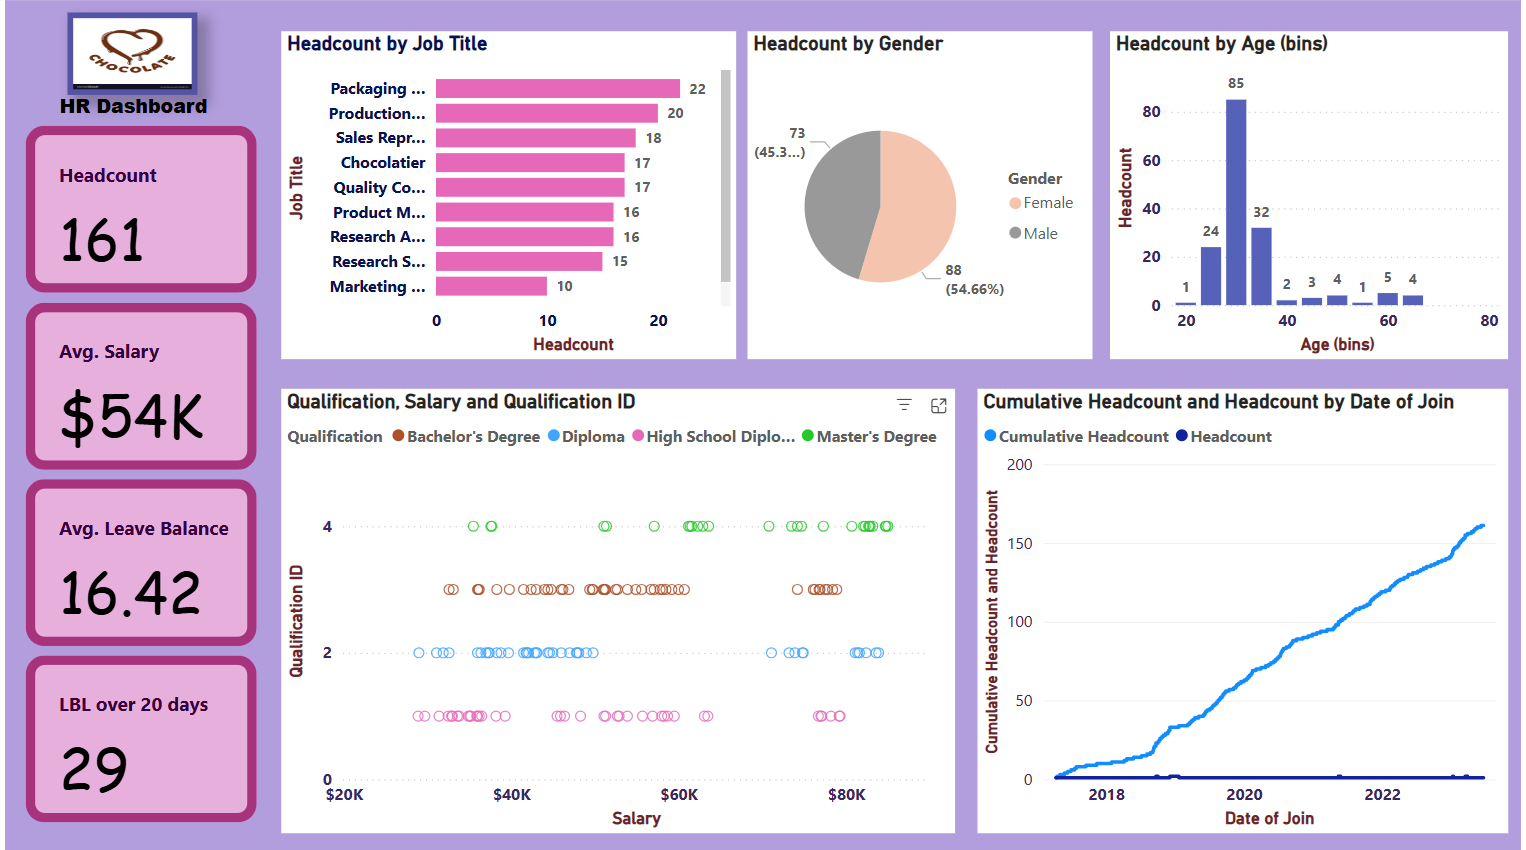 CHOCOLATE
HR Dashboard
Headcount
161
Avg. Salary
$54K
Avg. Leave Balance
16.42
LBL over 20 days
29
Headcount by Job Title
Job Title
Packaging ... 22
Production... 20
Sales Repr... 18
Chocolatier 17
Quality Co... 17
Product M... 16
Research A... 16
Research S... 15
Marketing ... 10
0 10 20
Headcount
Headcount by Gender
73
(45.3...)
88
(54.66%)
Gender
Female
Male
Headcount by Age (bins)
Headcount
80
60
40
20
0
1 24 85 32 2 3 4 1 5 4
20 40 60 80
Age (bins)
Qualification, Salary and Qualification ID
Qualification Bachelor's Degree Diploma High School Diplo... Master's Degree
Qualification ID
4
2
0
$20K $40K $60K $80K
Salary
Cumulative Headcount and Headcount by Date of Join
Cumulative Headcount Headcount
Cumulative Headcount and Headcount
200
150
100
50
0
2018 2020 2022
Date of Join